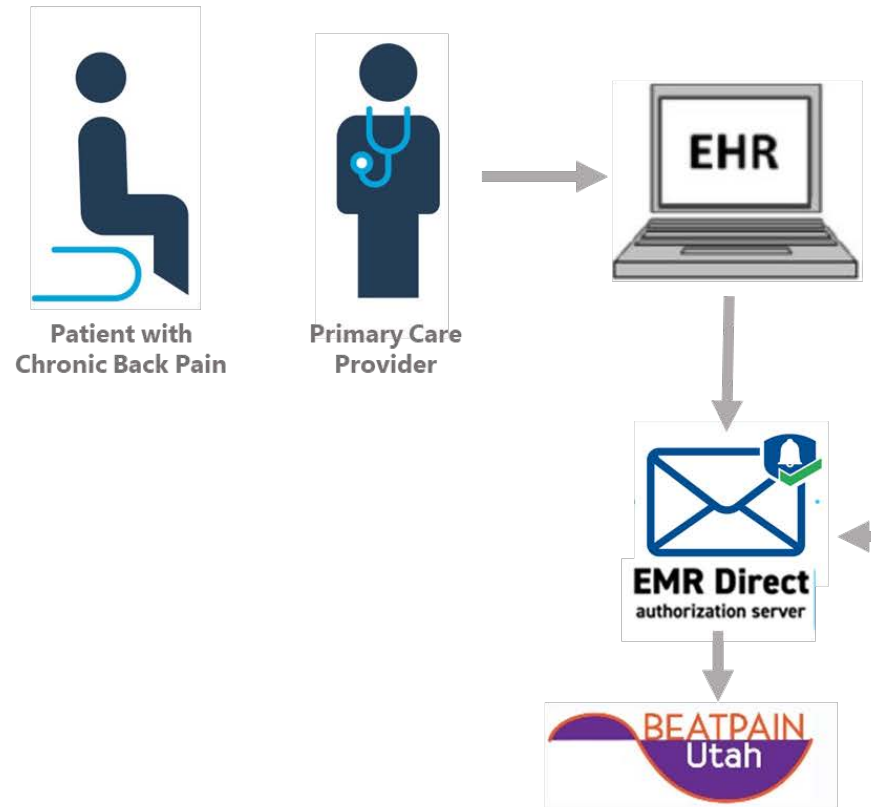 EHR
Patient with
Chronic Back Pain
Primary Care
Provider
EMR Direct
authorization server
BEATPAIN
Utah